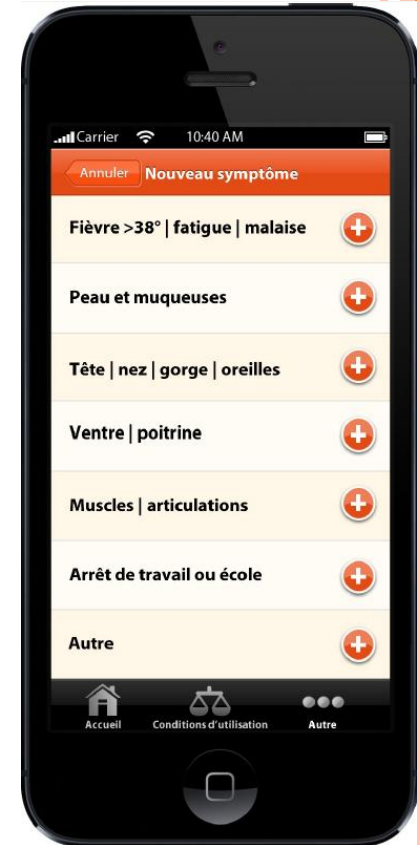 Carrier 10:40 AM
Annuler Nouveau symptôme
Fièvre >38° | fatigue | malaise
Peau et muqueuses
Tête | nez | gorge | oreilles
Ventre | poitrine
Muscles | articulations
Arrêt de travail ou école
Autre
Accueil Conditions d'utilisation Autre